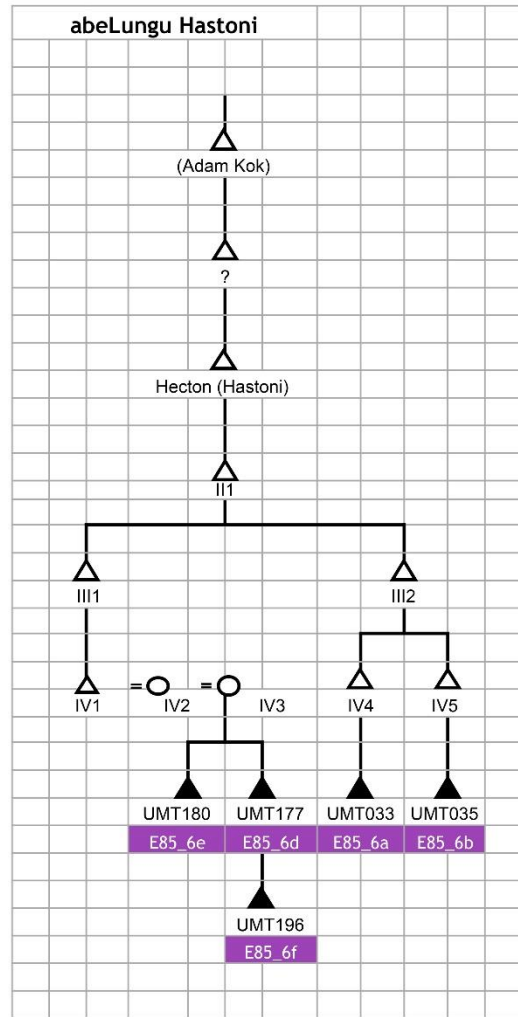 abeLungu Hastoni
(Adam Kok)
?
Hecton (Hastoni)
II1
III1 III2
= =
IV1 IV2 IV3 IV4 IV5
UMT180 UMT177 UMT033 UMT035
E85_6e E85_6d E85_6a E85_6b
UMT196
E85_6f